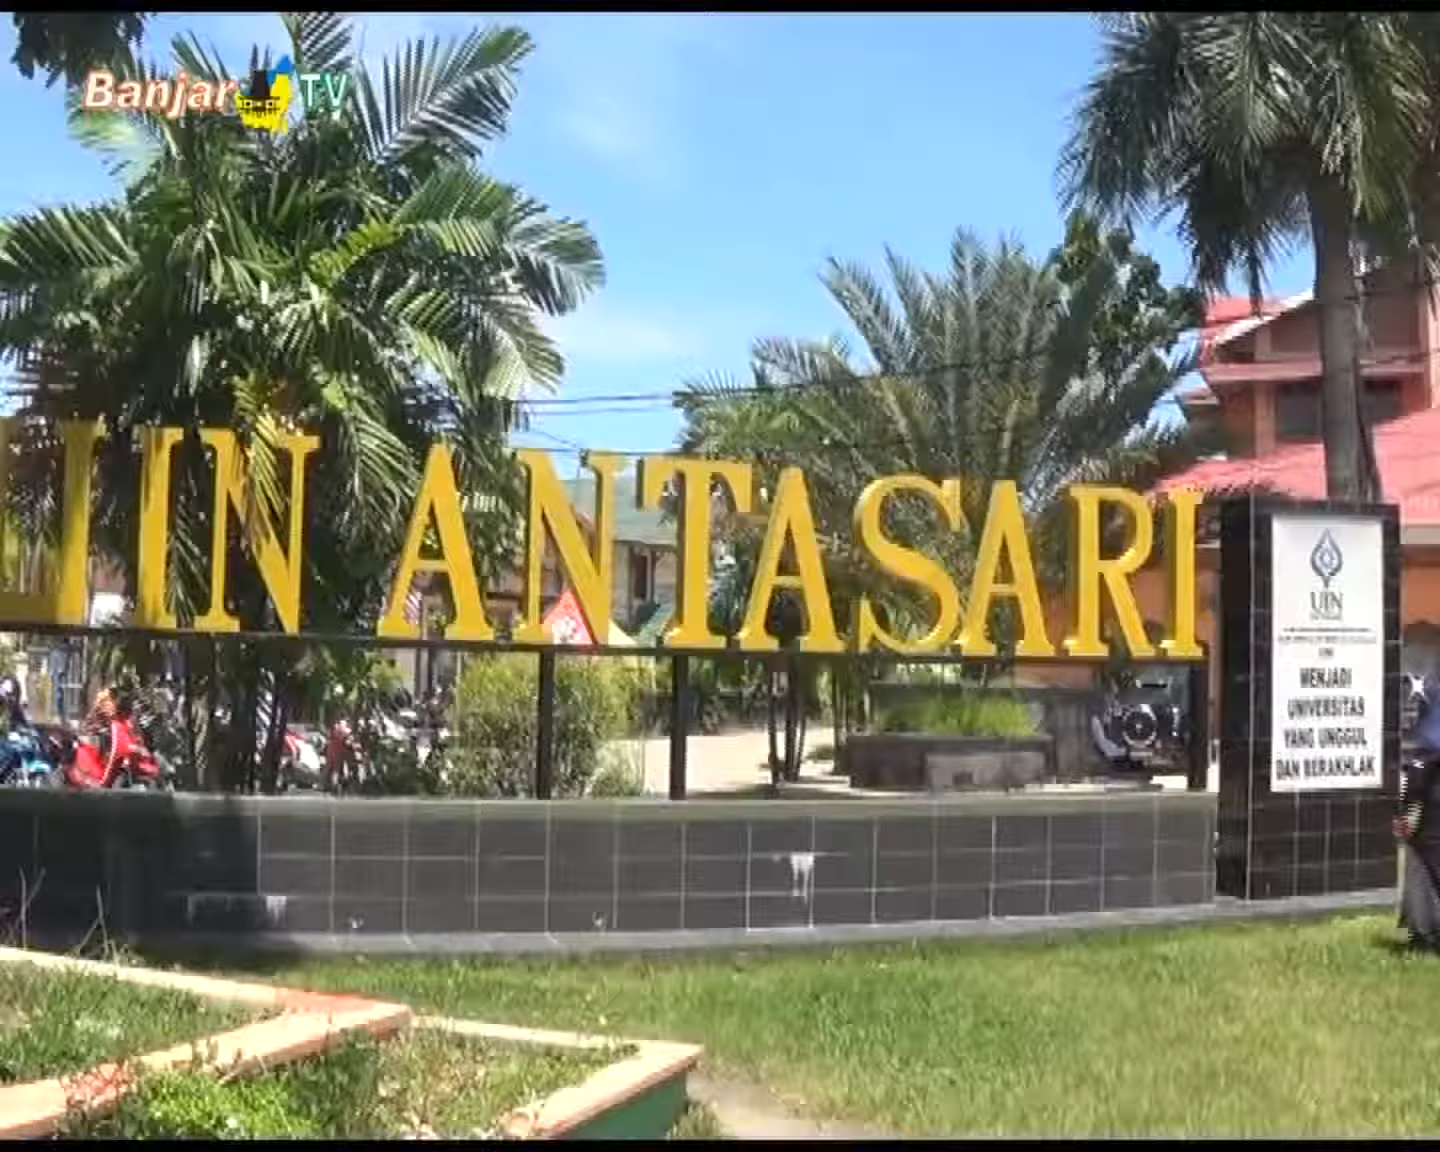 Banjar TV
UIN ANTASARI
UIN
MENJADI
UNIVERSITAS
YANG UNGGUL
DAN BERAKHLAK